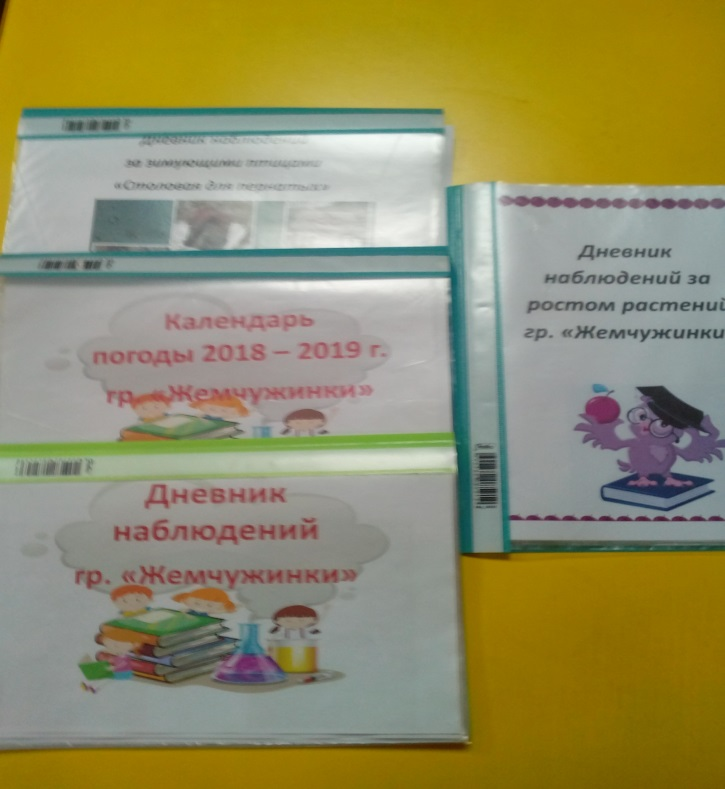 Дневник наблюдений
за зимующими птицами
«Столовая для пернатых»
Календарь
погоды 2018 – 2019 г.
гр. «Жемчужинки»
Дневник
наблюдений
гр. «Жемчужинки»
Дневник
наблюдений за
ростом растений
гр. «Жемчужинки